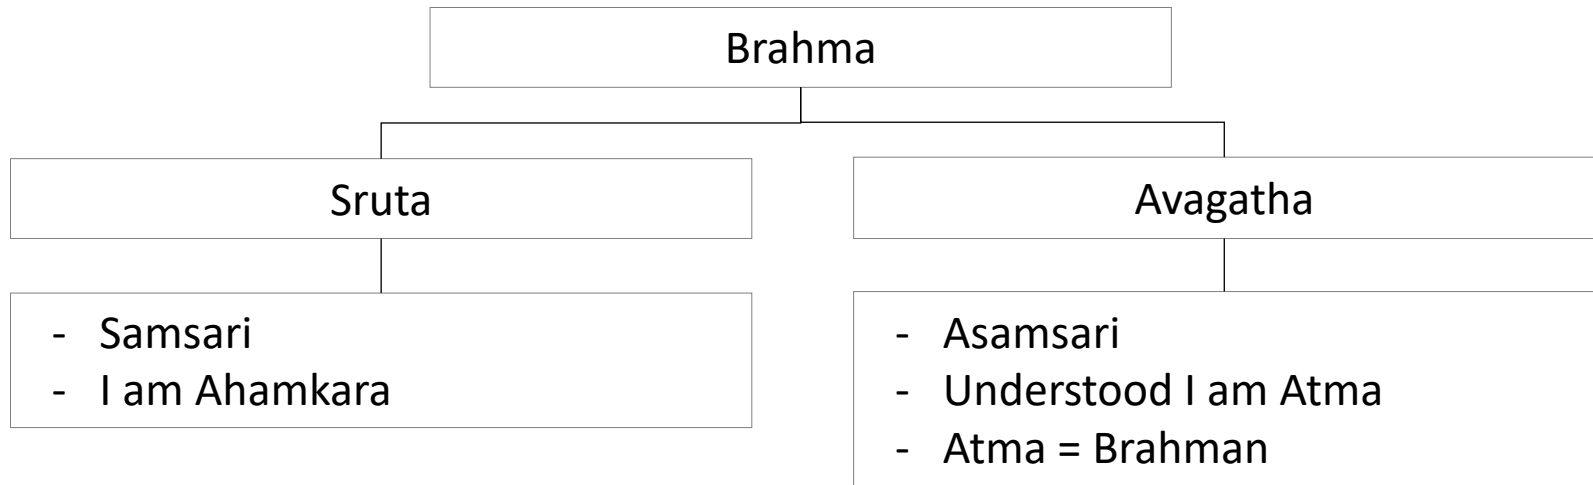 Brahma
Sruta
Avagatha
- Samsari
- I am Ahamkara
- Asamsari
- Understood I am Atma
- Atma = Brahman